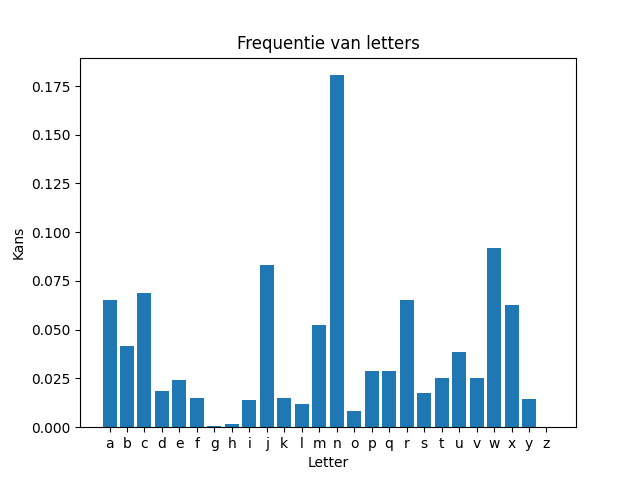 Frequentie van letters
Kans
0.175
0.150
0.125
0.100
0.075
0.050
0.025
0.000
a b c d e f g h i j k l m n o p q r s t u v w x y z
Letter